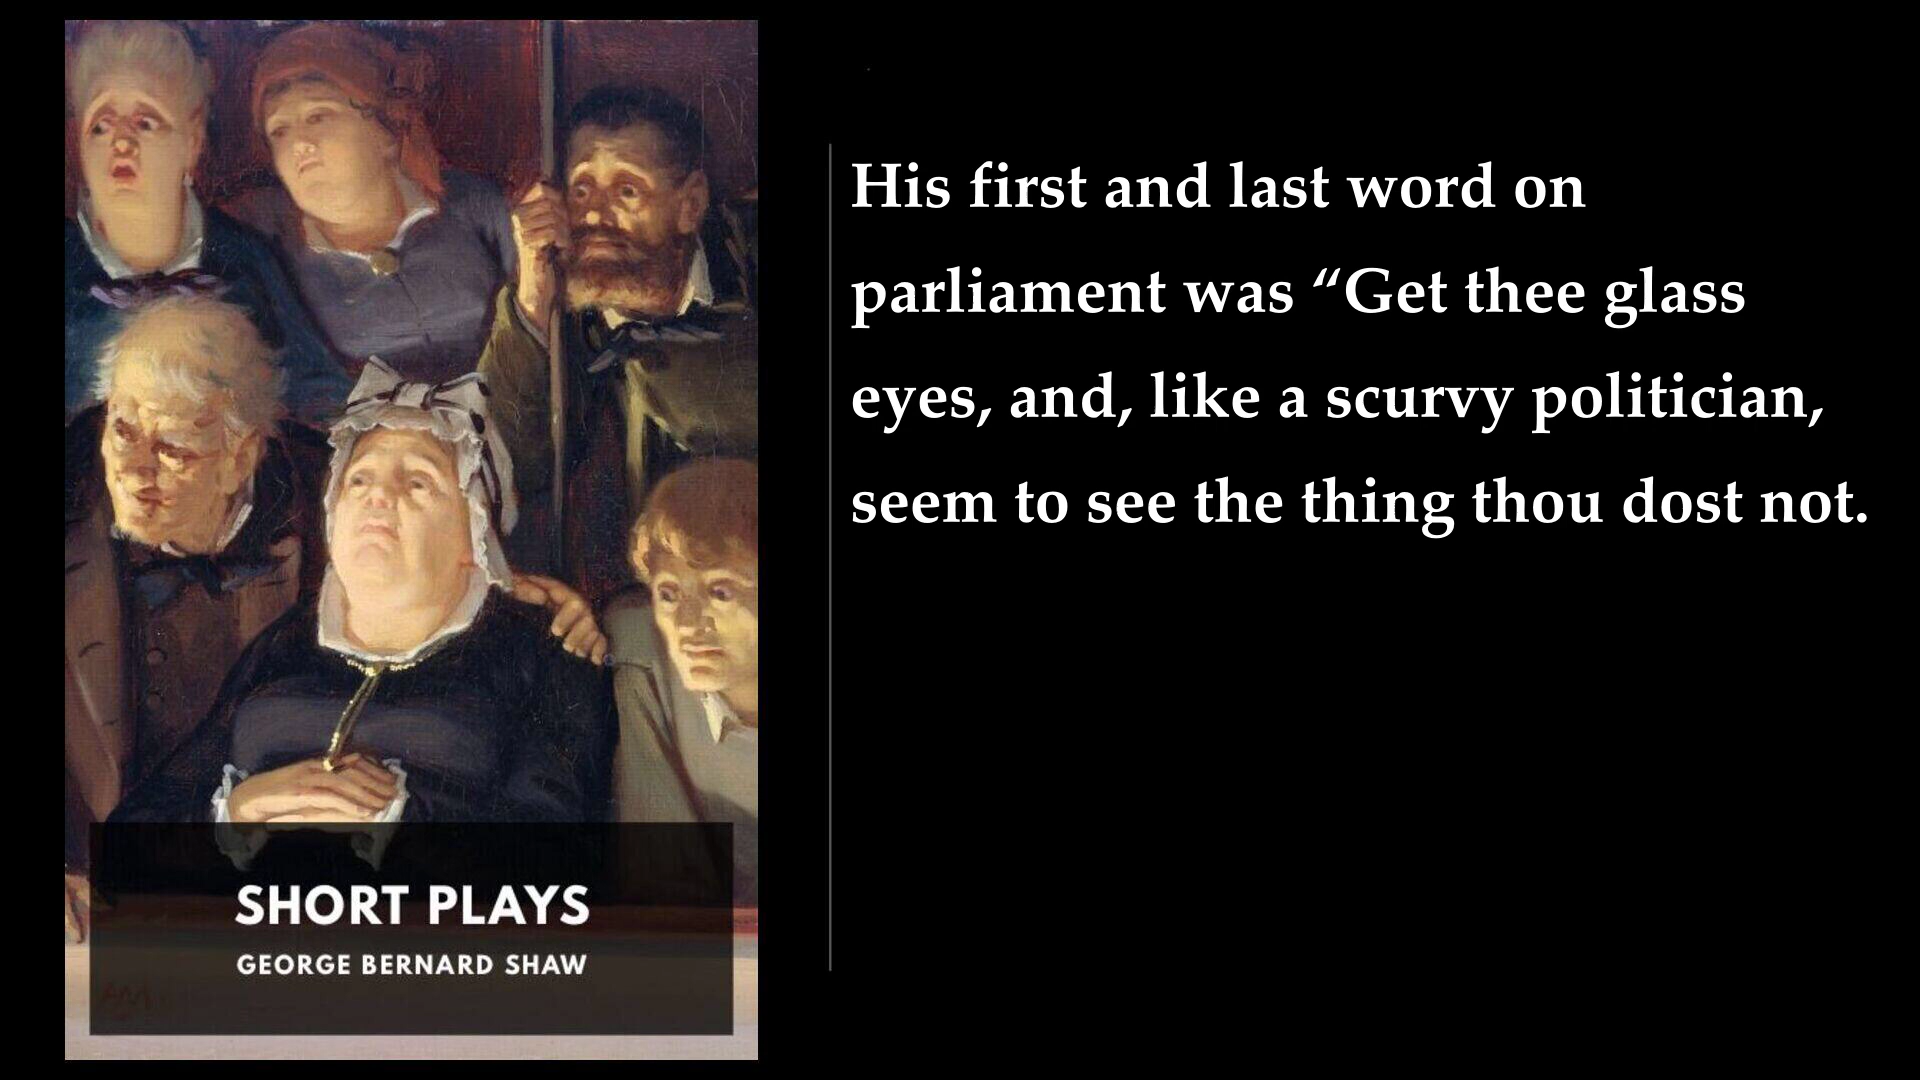 His first and last word on
parliament was “Get thee glass
eyes, and, like a scurvy politician,
seem to see the thing thou dost not.
SHORT PLAYS
GEORGE BERNARD SHAW